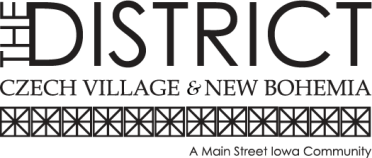 THE DISTRICT
CZECH VILLAGE & NEW BOHEMIA
A Main Street Iowa Community